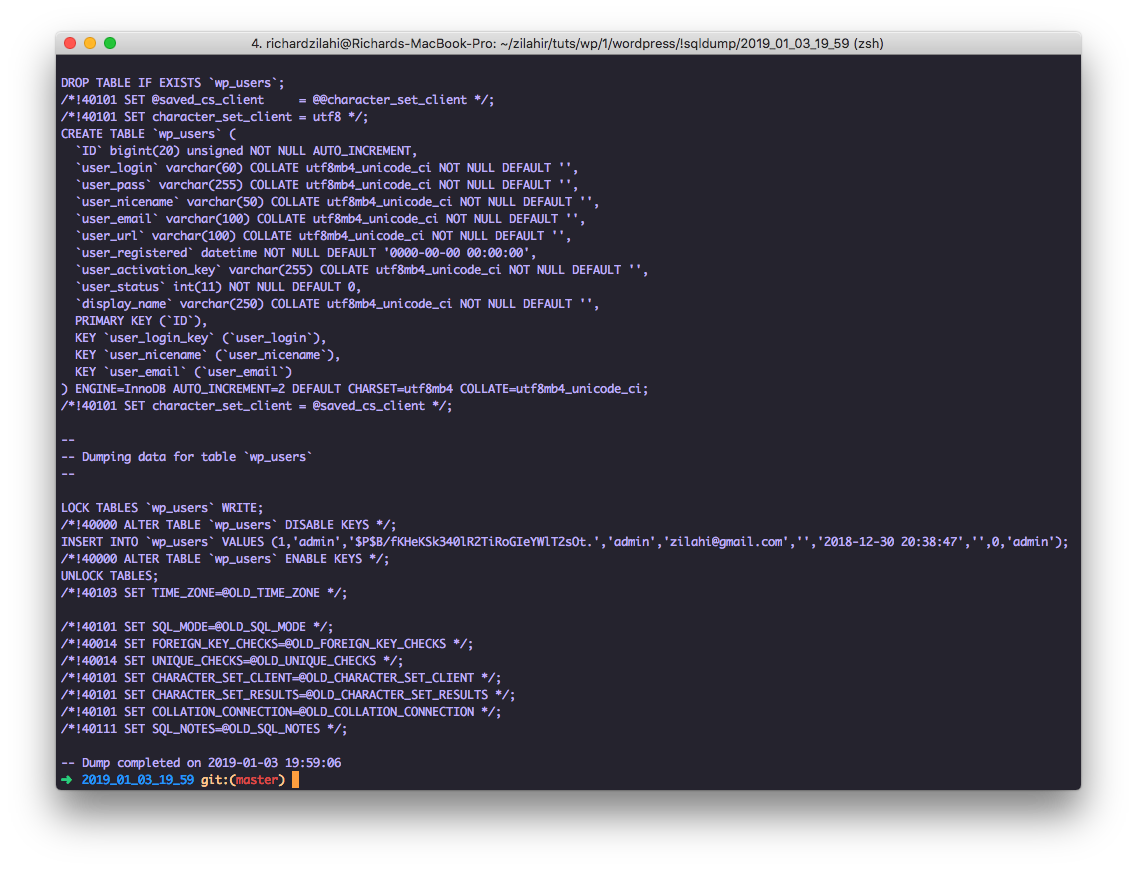 4. richardzilahi@Richards-MacBook-Pro: ~/zilahir/tuts/wp/1/wordpress/!sqldump/2019_01_03_19_59 (zsh)
DROP TABLE IF EXISTS `wp_users`;
/*!40101 SET @saved_cs_client     = @@character_set_client */;
/*!40101 SET character_set_client = utf8 */;
CREATE TABLE `wp_users` (
  `ID` bigint(20) unsigned NOT NULL AUTO_INCREMENT,
  `user_login` varchar(60) COLLATE utf8mb4_unicode_ci NOT NULL DEFAULT '',
  `user_pass` varchar(255) COLLATE utf8mb4_unicode_ci NOT NULL DEFAULT '',
  `user_nicename` varchar(50) COLLATE utf8mb4_unicode_ci NOT NULL DEFAULT '',
  `user_email` varchar(100) COLLATE utf8mb4_unicode_ci NOT NULL DEFAULT '',
  `user_url` varchar(100) COLLATE utf8mb4_unicode_ci NOT NULL DEFAULT '',
  `user_registered` datetime NOT NULL DEFAULT '0000-00-00 00:00:00',
  `user_activation_key` varchar(255) COLLATE utf8mb4_unicode_ci NOT NULL DEFAULT '',
  `user_status` int(11) NOT NULL DEFAULT 0,
  `display_name` varchar(250) COLLATE utf8mb4_unicode_ci NOT NULL DEFAULT '',
  PRIMARY KEY (`ID`),
  KEY `user_login_key` (`user_login`),
  KEY `user_nicename` (`user_nicename`),
  KEY `user_email` (`user_email`)
) ENGINE=InnoDB AUTO_INCREMENT=2 DEFAULT CHARSET=utf8mb4 COLLATE=utf8mb4_unicode_ci;
/*!40101 SET character_set_client = @saved_cs_client */;
--
-- Dumping data for table `wp_users`
--
LOCK TABLES `wp_users` WRITE;
/*!40000 ALTER TABLE `wp_users` DISABLE KEYS */;
INSERT INTO `wp_users` VALUES (1,'admin','$P$B/fKHeKSk340lR2TiRoGIeYWlT2sOt.','admin','zilahi@gmail.com','','2018-12-30 20:38:47','',0,'admin');
/*!40000 ALTER TABLE `wp_users` ENABLE KEYS */;
UNLOCK TABLES;
/*!40103 SET TIME_ZONE=@OLD_TIME_ZONE */;
/*!40101 SET SQL_MODE=@OLD_SQL_MODE */;
/*!40014 SET FOREIGN_KEY_CHECKS=@OLD_FOREIGN_KEY_CHECKS */;
/*!40014 SET UNIQUE_CHECKS=@OLD_UNIQUE_CHECKS */;
/*!40101 SET CHARACTER_SET_CLIENT=@OLD_CHARACTER_SET_CLIENT */;
/*!40101 SET CHARACTER_SET_RESULTS=@OLD_CHARACTER_SET_RESULTS */;
/*!40101 SET COLLATION_CONNECTION=@OLD_COLLATION_CONNECTION */;
/*!40111 SET SQL_NOTES=@OLD_SQL_NOTES */;
-- Dump completed on 2019-01-03 19:59:06
➜ 2019_01_03_19_59 git:(master)